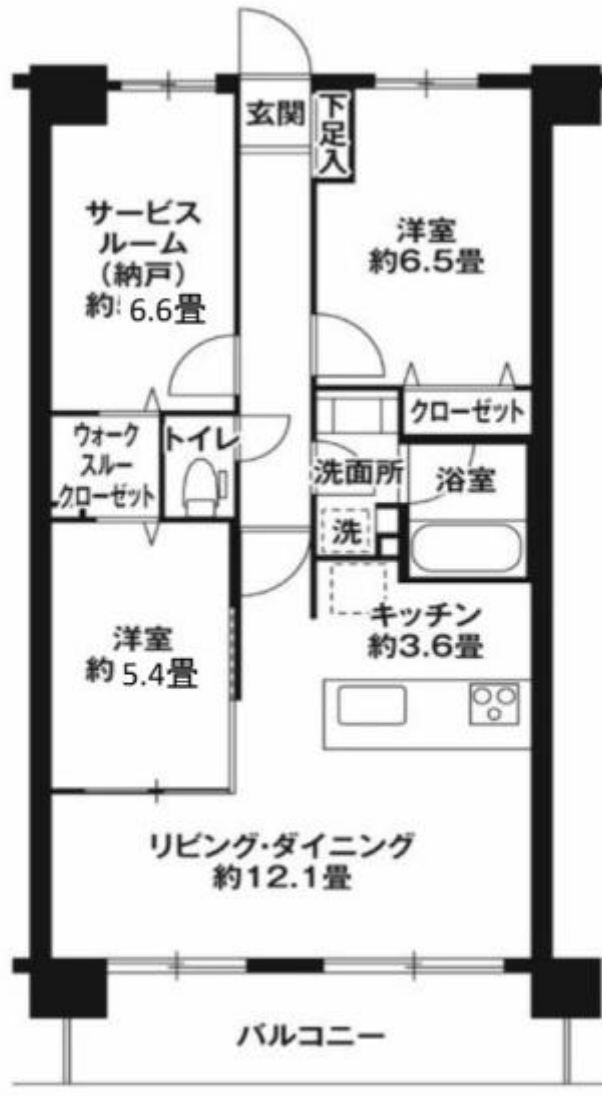 玄関
下足入
サービス
ルーム
（納戸）
約 6.6畳
洋室
約6.5畳
クローゼット
ウォーク
スルー
クローゼット
トイレ
洗面所
浴室
洗
洋室
約 5.4畳
キッチン
約3.6畳
リビング・ダイニング
約12.1畳
バルコニー